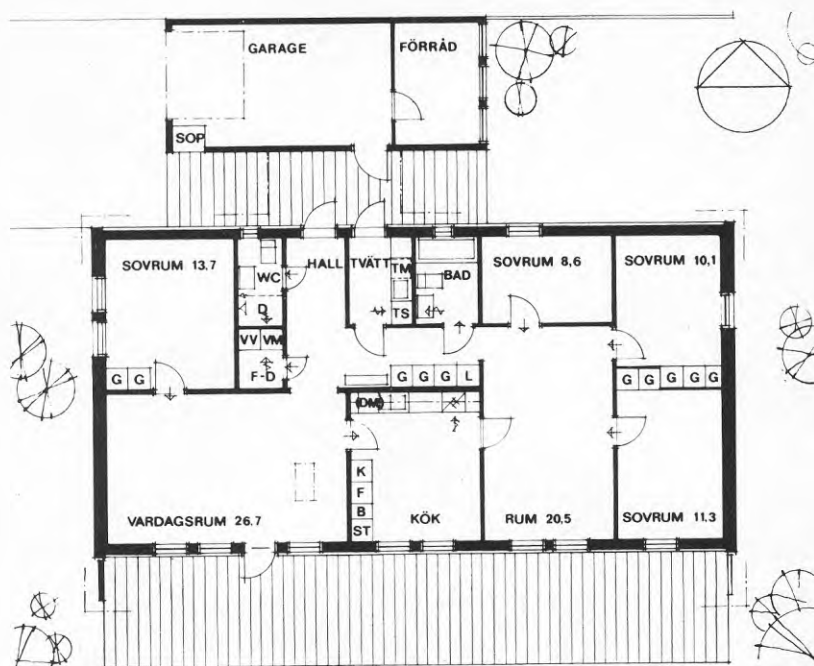 GARAGE
FÖRRÅD
SOP
SOVRUM 13,7
WC
HALL
TVÄTT
TM
BAD
SOVRUM 8,6
SOVRUM 10,1
D
TS
VV VM
F-D
G G
G G G L
G G G G G
(DM)
K
F
B
ST
VARDAGSRUM 26,7
KÖK
RUM 20,5
SOVRUM 11,3